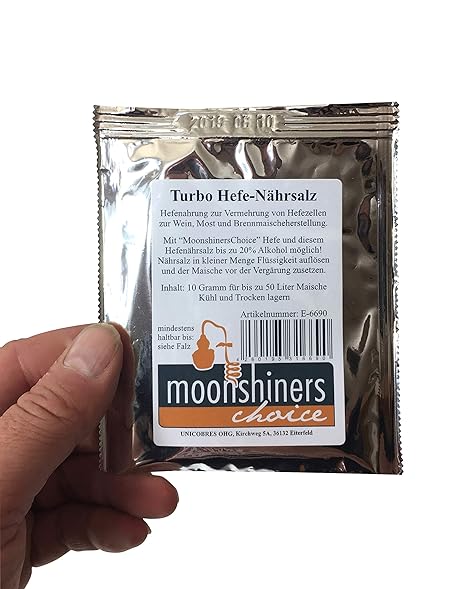 2019 06 30
Turbo Hefe-Nährsalz
Hefenahrung zur Vermehrung von Hefezellen
zur Wein, Most und Brennmaischeherstellung.
Mit "MoonshinersChoice" Hefe und diesem
Hefenährsalz bis zu 20% Alkohol möglich!
Nährsalz in kleiner Menge Flüssigkeit auflösen
und der Maische vor der Vergärung zusetzen.
Inhalt: 10 Gramm für bis zu 50 Liter Maische
Kühl und Trocken lagern
Artikelnummer: E-6690
mindestens
haltbar bis:
siehe Falz
moonshiners
choice
UNICOBRES OHG, Kirchweg 5A, 36132 Eiterfeld